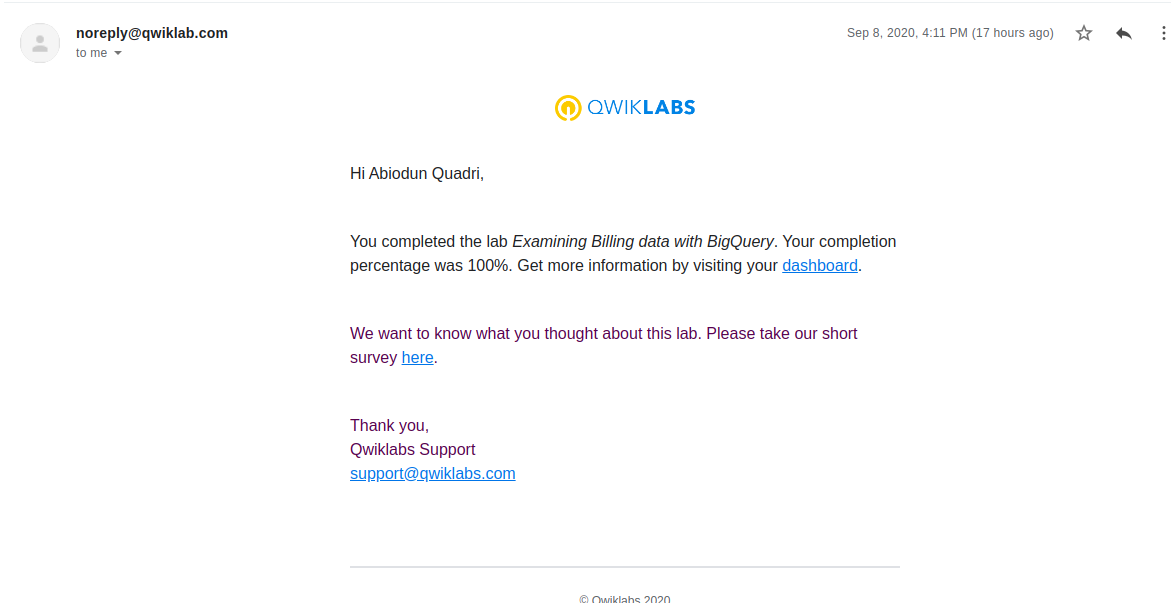 noreply@qwiklab.com
Sep 8, 2020, 4:11 PM (17 hours ago)
to me
QWIKLABS
Hi Abiodun Quadri,
You completed the lab Examining Billing data with BigQuery. Your completion
percentage was 100%. Get more information by visiting your dashboard.
We want to know what you thought about this lab. Please take our short
survey here.
Thank you,
Qwiklabs Support
support@qwiklabs.com
© Qwiklabs 2020